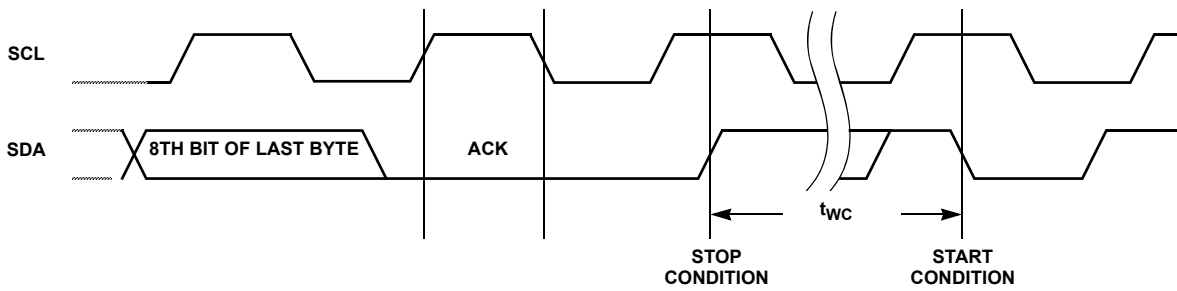 SCL
SDA
8TH BIT OF LAST BYTE
ACK
tWC
STOP
CONDITION
START
CONDITION